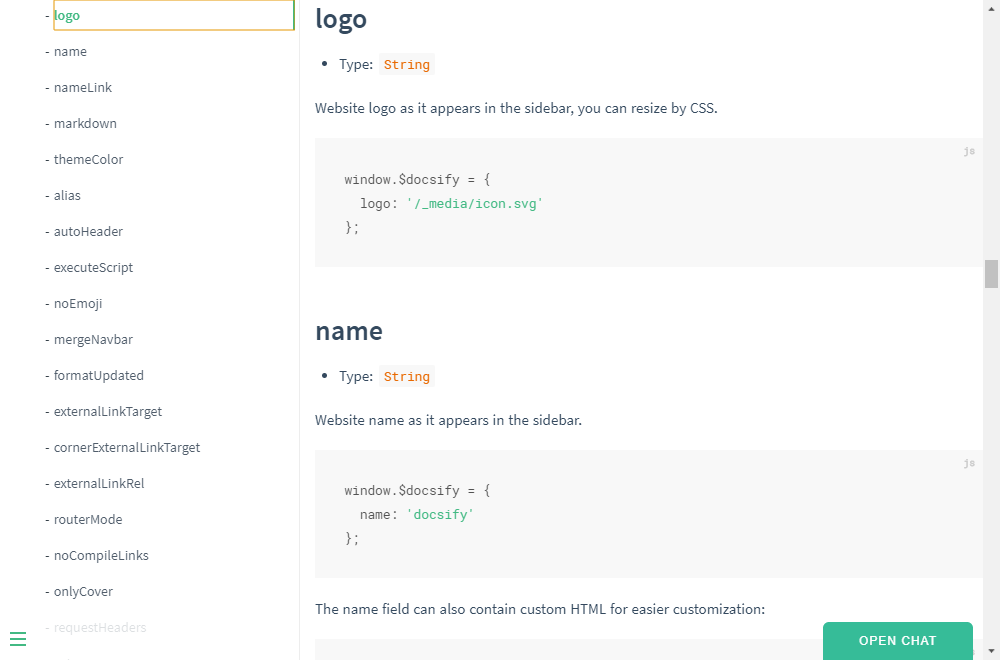 - logo
- name
- nameLink
- markdown
- themeColor
- alias
- autoHeader
- executeScript
- noEmoji
- mergeNavbar
- formatUpdated
- externalLinkTarget
- cornerExternalLinkTarget
- externalLinkRel
- routerMode
- noCompileLinks
- onlyCover
- requestHeaders
logo
• Type: String
Website logo as it appears in the sidebar, you can resize by CSS.
js
window.$docsify = {
  logo: '/_media/icon.svg'
};
name
• Type: String
Website name as it appears in the sidebar.
js
window.$docsify = {
  name: 'docsify'
};
The name field can also contain custom HTML for easier customization:
OPEN CHAT